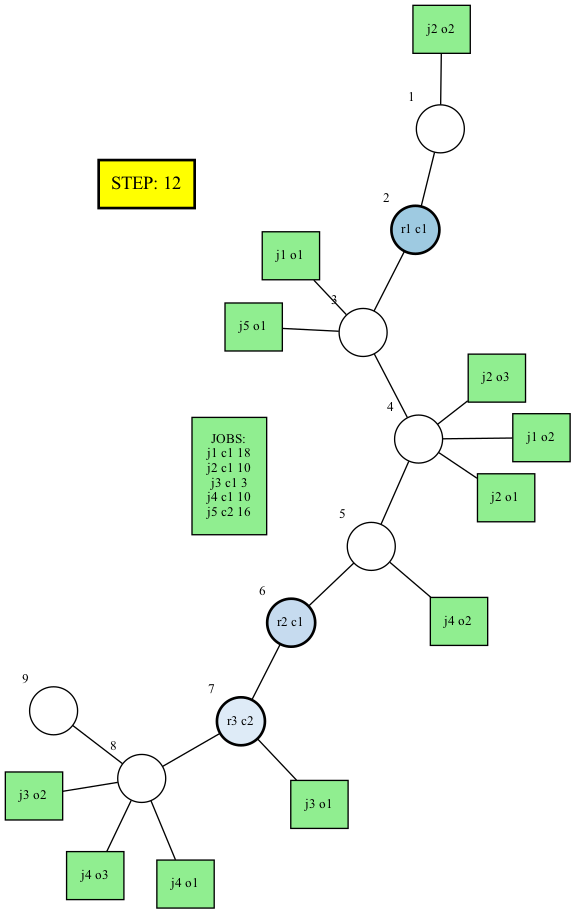 j2 o2
1
STEP: 12
2
r1 c1
j1 o1
3
j5 o1
j2 o3
4
j1 o2
JOBS:
j1 c1 18
j2 c1 10
j3 c1 3
j4 c1 10
j5 c2 16
j2 o1
5
6
r2 c1
j4 o2
9
7
r3 c2
8
j3 o2
j3 o1
j4 o3
j4 o1